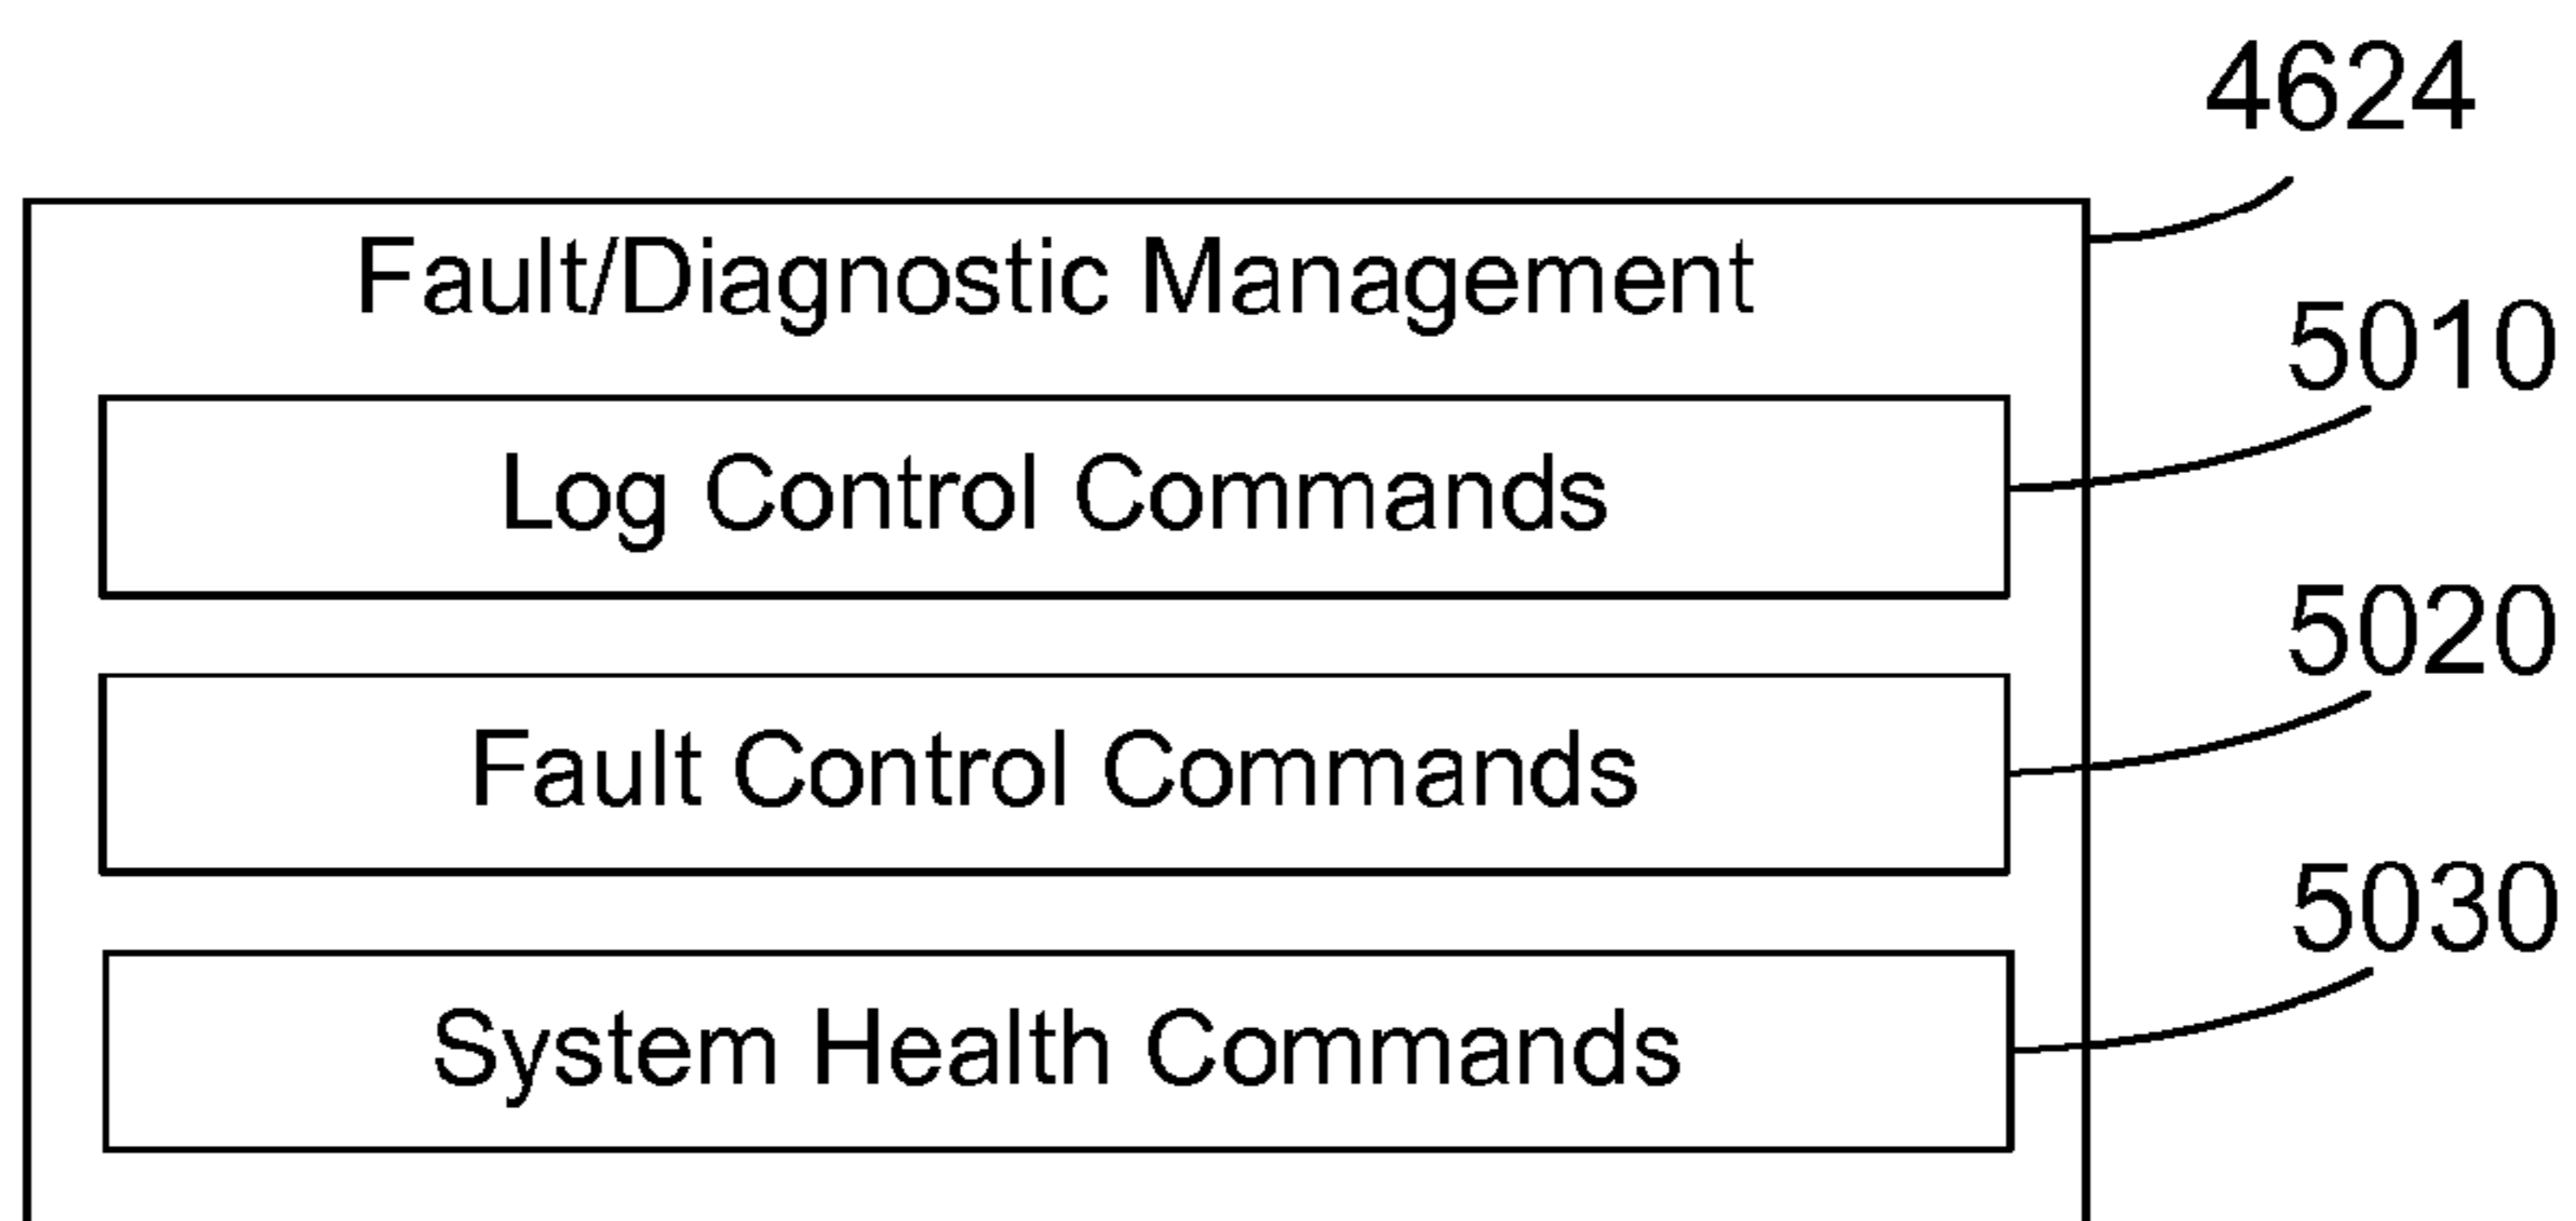 4624
Fault/Diagnostic Management
5010
Log Control Commands
5020
Fault Control Commands
5030
System Health Commands